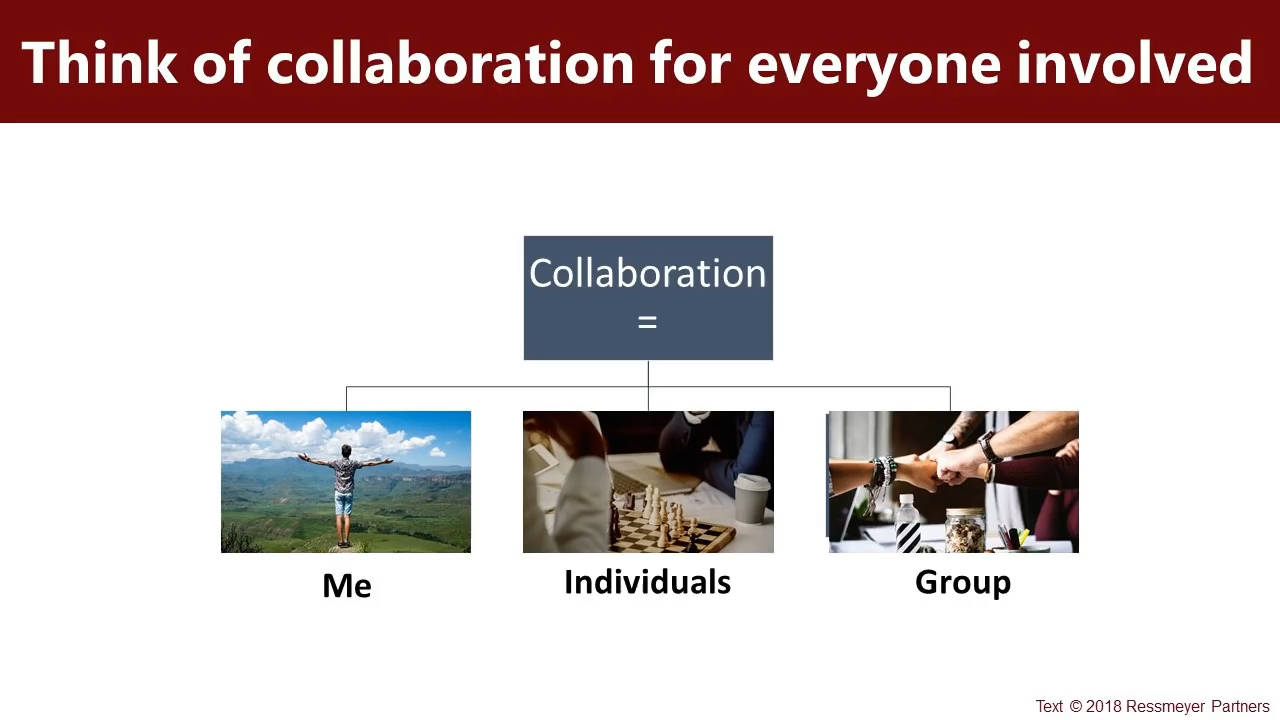 Think of collaboration for everyone involved
Collaboration
=
Me
Individuals
Group
Text © 2018 Ressmeyer Partners